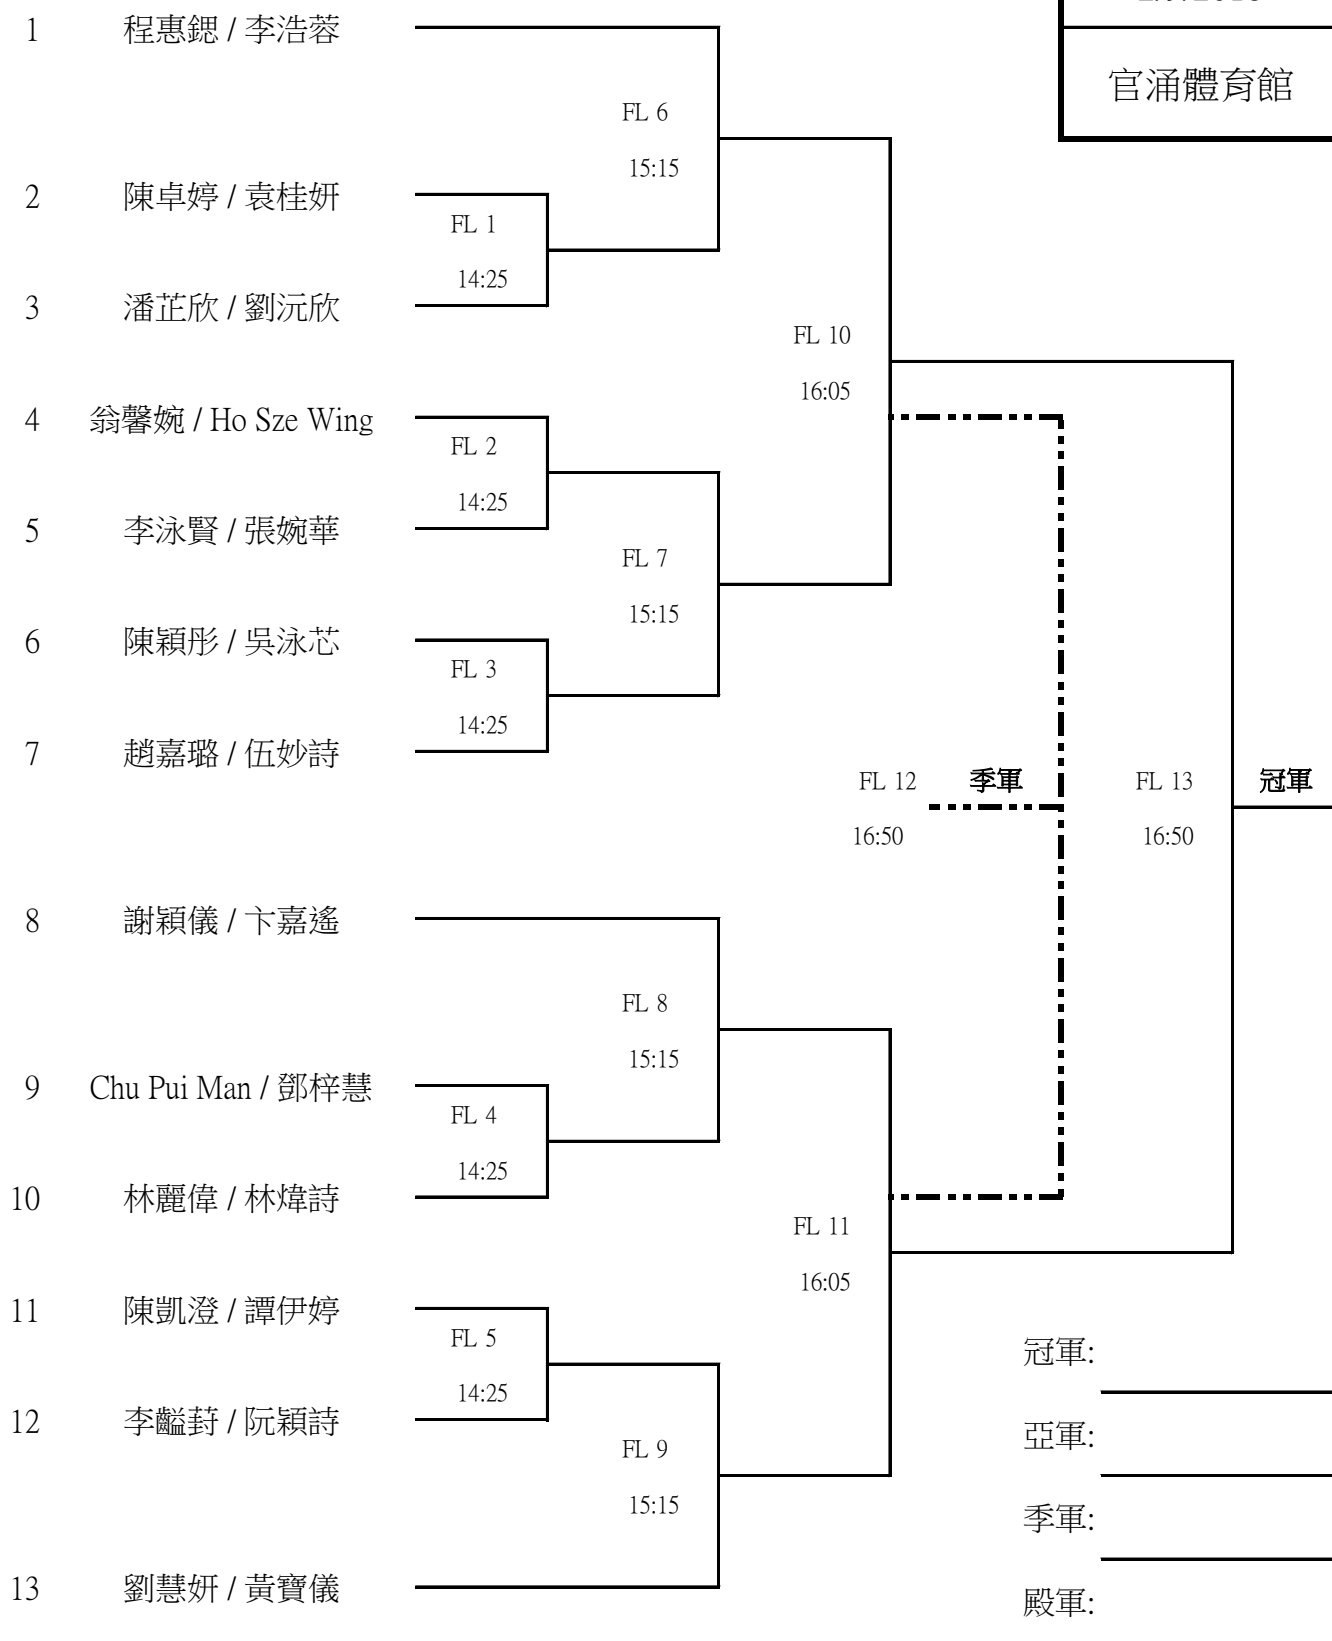 1 程惠鍶 / 李浩蓉
官涌體育館
FL 6
15:15
2 陳卓婷 / 袁桂妍
FL 1
14:25
3 潘芷欣 / 劉沅欣
FL 10
16:05
4 翁馨婉 / Ho Sze Wing
FL 2
14:25
5 李泳賢 / 張婉華
FL 7
15:15
6 陳穎彤 / 吳泳芯
FL 3
14:25
7 趙嘉璐 / 伍妙詩
FL 12 季軍 FL 13 冠軍
16:50 16:50
8 謝穎儀 / 卞嘉遙
FL 8
15:15
9 Chu Pui Man / 鄧梓慧
FL 4
14:25
10 林麗偉 / 林煒詩
FL 11
16:05
11 陳凱澄 / 譚伊婷
FL 5
14:25
冠軍:
12 李齸葑 / 阮穎詩
亞軍:
FL 9
15:15
季軍:
13 劉慧妍 / 黃寶儀
殿軍: